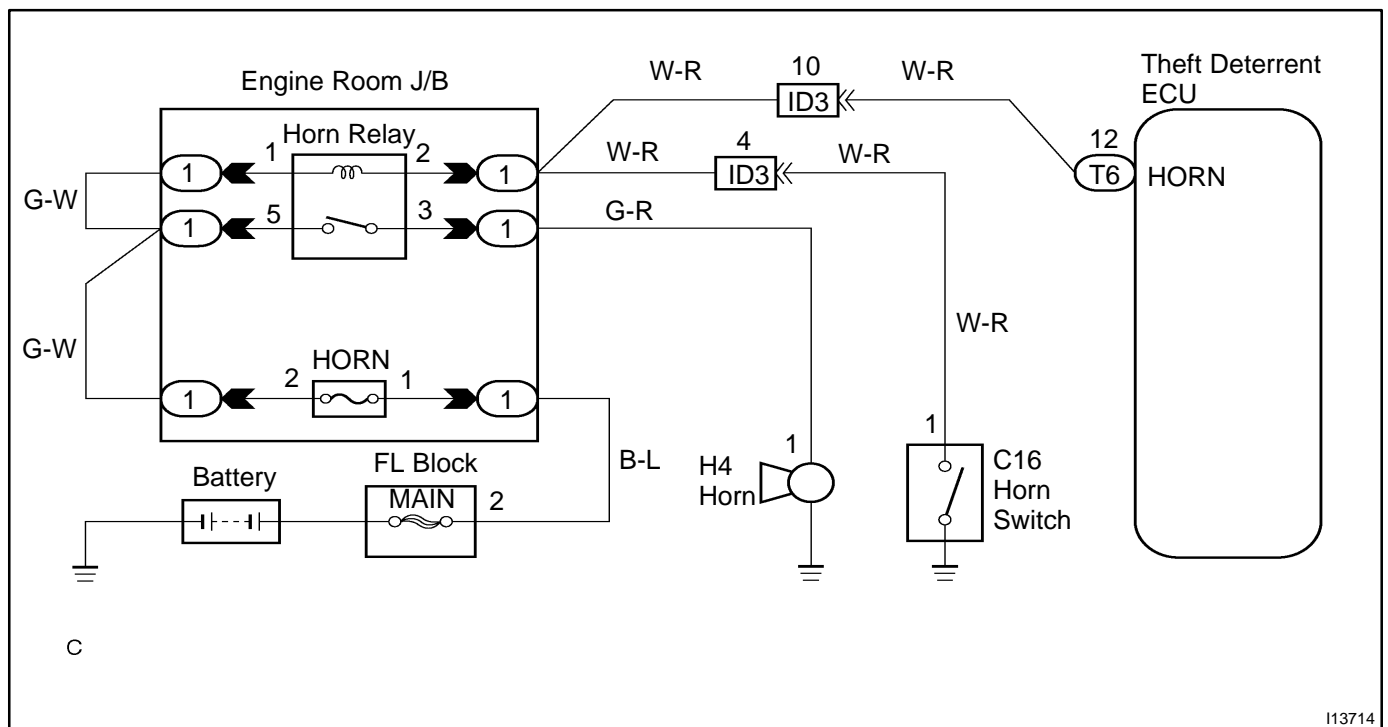 Engine Room J/B
W-R
10
ID3
W-R
Theft Deterrent
ECU
Horn Relay
1
1
2
1
W-R
4
ID3
W-R
12
T6
HORN
G-W
1
5
3
1
G-R
G-W
W-R
HORN
1
2
1
1
B-L
Battery
FL Block
MAIN
2
1
H4
Horn
1
C16
Horn
Switch
C
I13714